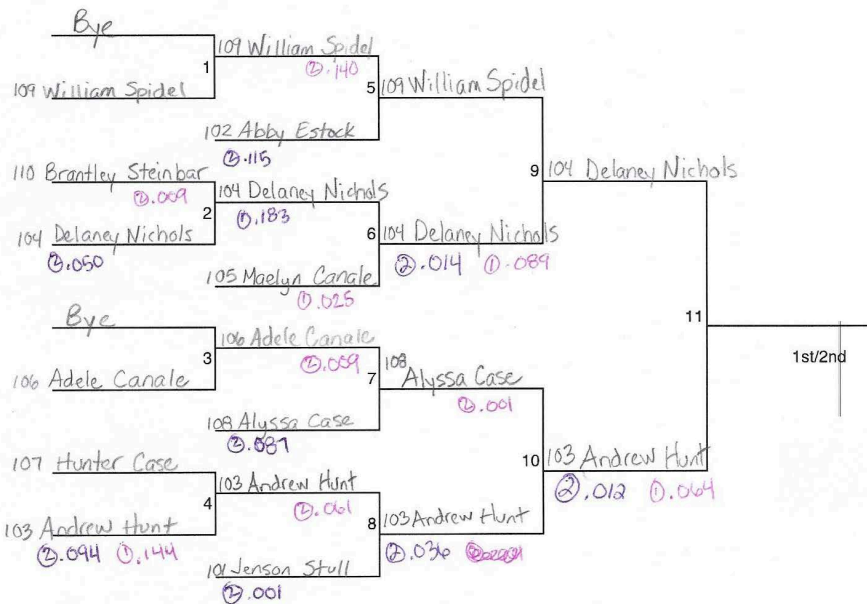 Bye
109 William Spidel
② .140
1
109 William Spidel
5
109 William Spidel
102 Abby Estock
② .115
110 Brantley Steinbar
② .009
9
104 Delaney Nichols
2
104 Delaney Nichols
① .183
104 Delaney Nichols
② .050
6
104 Delaney Nichols
② .014 ① .089
105 Maelyn Canale
① .025
Bye
11
106 Adele Canale
② .009
3
1st/2nd
106 Adele Canale
7
108 Alyssa Case
② .001
108 Alyssa Case
② .087
107 Hunter Case
10
103 Andrew Hunt
② .012 ① .064
103 Andrew Hunt
② .061
4
103 Andrew Hunt
② .094 ① .144
8
103 Andrew Hunt
② .036
101 Jenson Stull
② .001